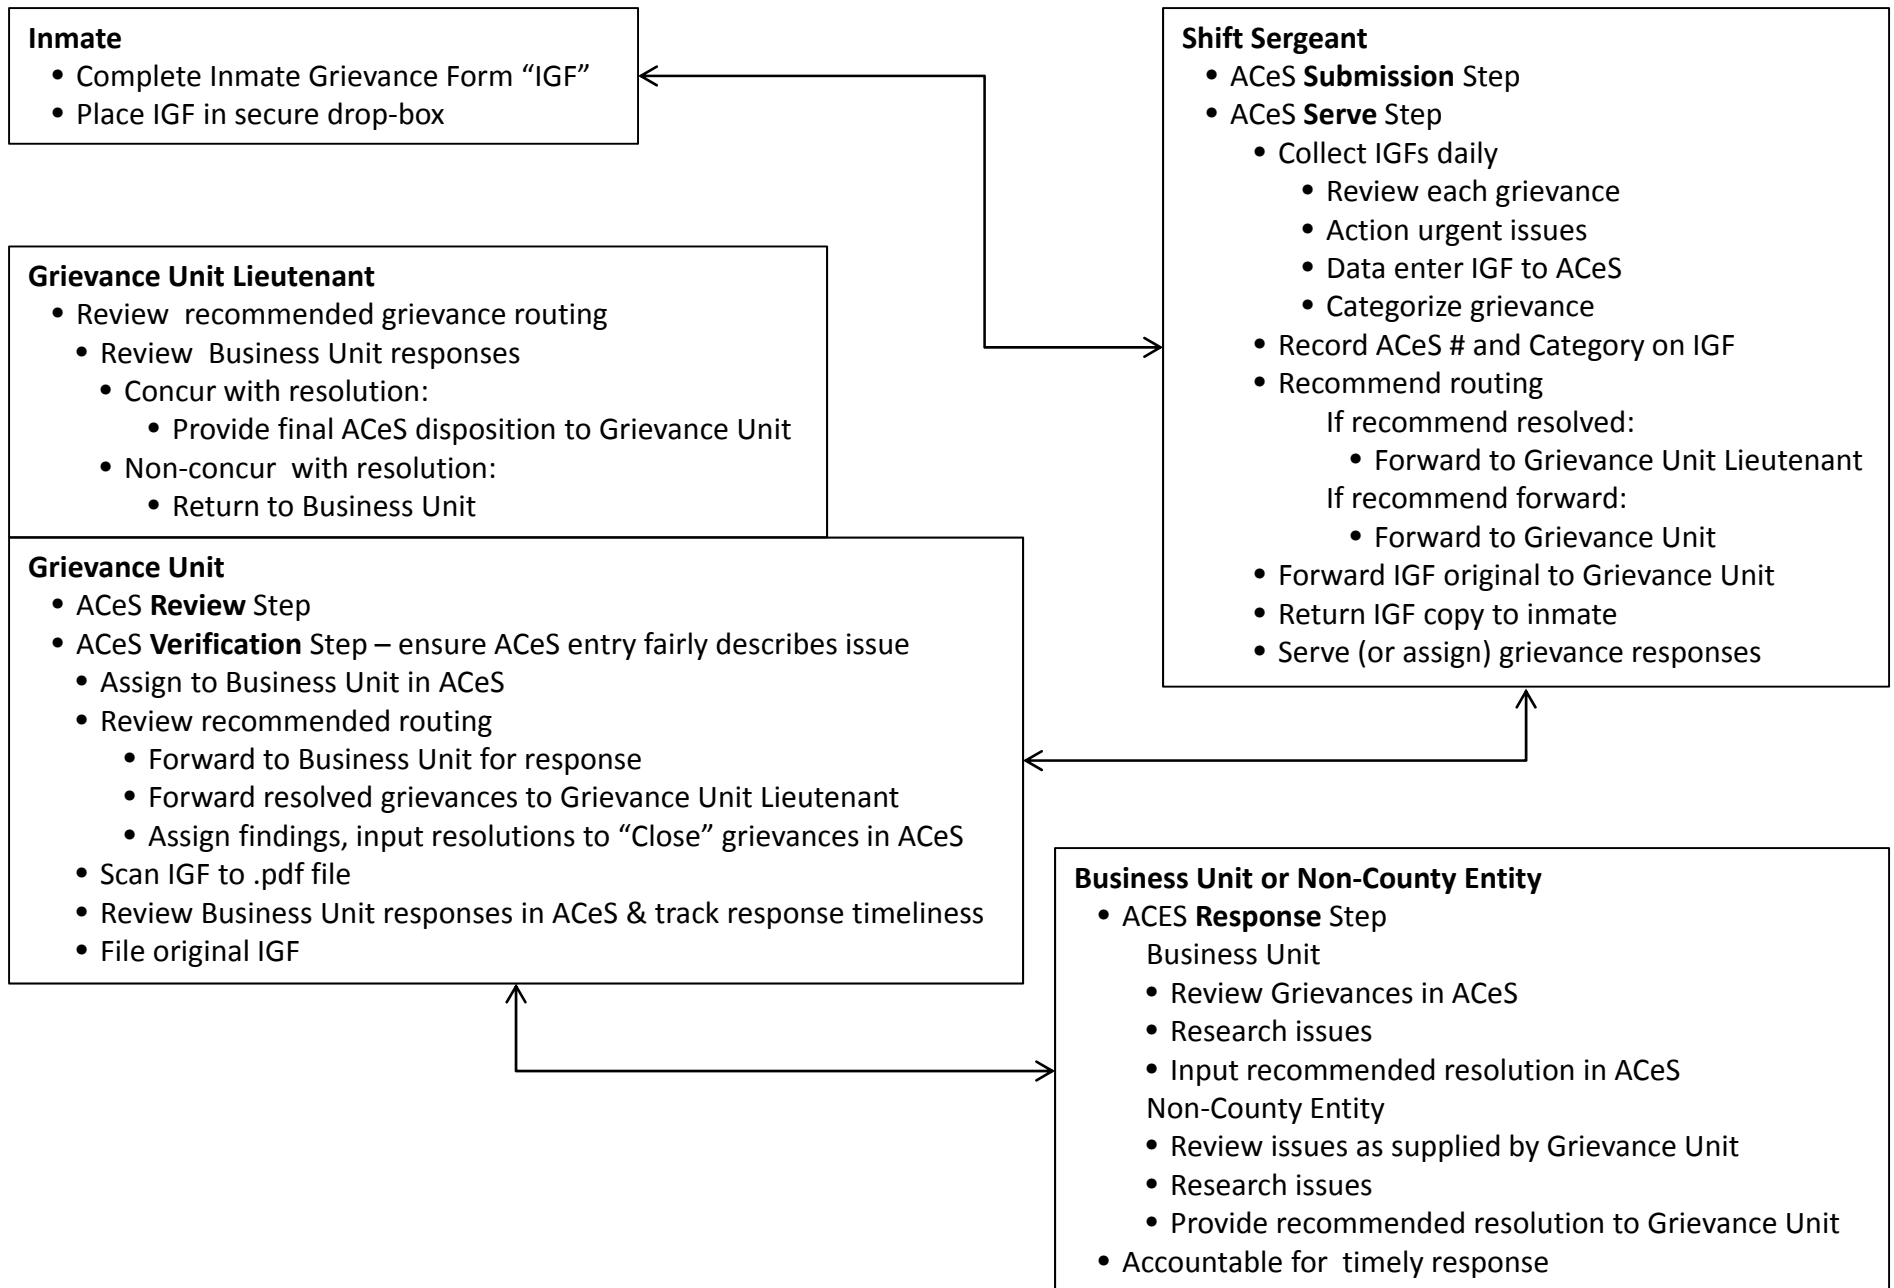 Inmate
• Complete Inmate Grievance Form “IGF”
• Place IGF in secure drop-box
Shift Sergeant
• ACeS Submission Step
• ACeS Serve Step
• Collect IGFs daily
• Review each grievance
• Action urgent issues
• Data enter IGF to ACeS
• Categorize grievance
• Record ACeS # and Category on IGF
• Recommend routing
If recommend resolved:
• Forward to Grievance Unit Lieutenant
If recommend forward:
• Forward to Grievance Unit
• Forward IGF original to Grievance Unit
• Return IGF copy to inmate
• Serve (or assign) grievance responses
Grievance Unit Lieutenant
• Review recommended grievance routing
• Review Business Unit responses
• Concur with resolution:
• Provide final ACeS disposition to Grievance Unit
• Non-concur with resolution:
• Return to Business Unit
Grievance Unit
• ACeS Review Step
• ACeS Verification Step – ensure ACeS entry fairly describes issue
• Assign to Business Unit in ACeS
• Review recommended routing
• Forward to Business Unit for response
• Forward resolved grievances to Grievance Unit Lieutenant
• Assign findings, input resolutions to “Close” grievances in ACeS
• Scan IGF to .pdf file
• Review Business Unit responses in ACeS & track response timeliness
• File original IGF
Business Unit or Non-County Entity
• ACES Response Step
Business Unit
• Review Grievances in ACeS
• Research issues
• Input recommended resolution in ACeS
Non-County Entity
• Review issues as supplied by Grievance Unit
• Research issues
• Provide recommended resolution to Grievance Unit
• Accountable for timely response